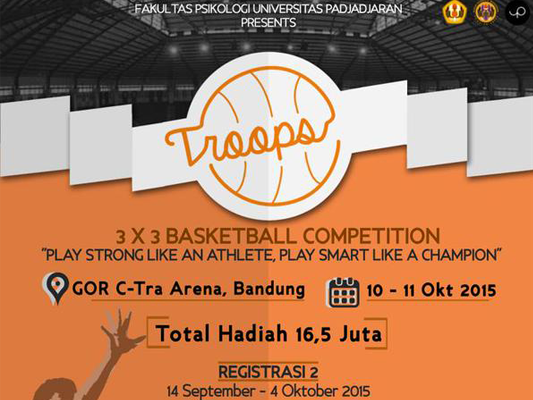 FAKULTAS PSIKOLOGI UNIVERSITAS PADJADJARAN
PRESENTS
Troops
3 X 3 BASKETBALL COMPETITION
"PLAY STRONG LIKE AN ATHLETE, PLAY SMART LIKE A CHAMPION"
GOR C-Tra Arena, Bandung
10 - 11 Okt 2015
Total Hadiah 16,5 Juta
REGISTRASI 2
14 September - 4 Oktober 2015